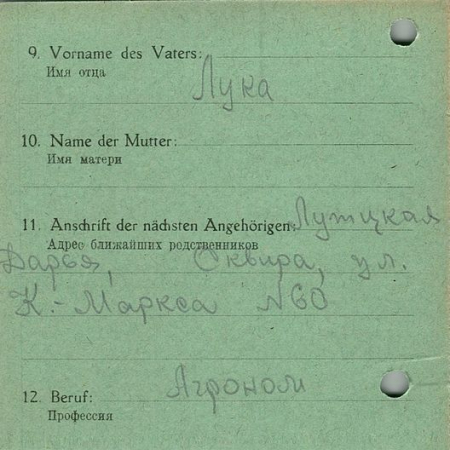 9. Vorname des Vaters:
Имя отца
Лука
10. Name der Mutter:
Имя матери
11. Anschrift der nächsten Angehörigen: Лутицкая
Адрес ближайших родственников
Дарья, Сквира, ул.
К.-Маркса №60
12. Beruf: Агроном
Профессия